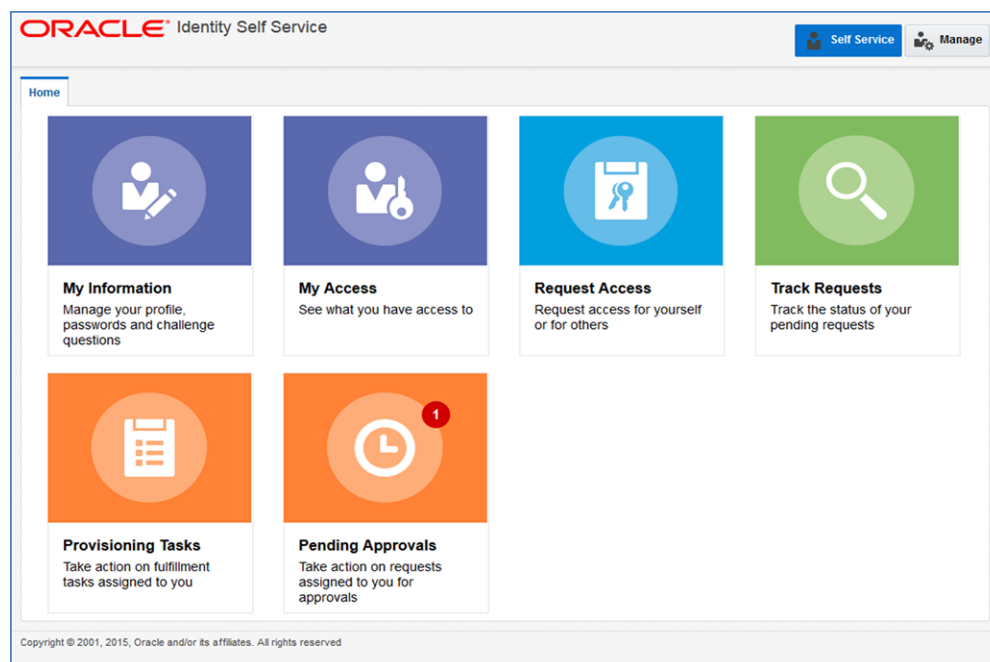 ORACLE® Identity Self Service
Self Service
Manage
Home
My Information
Manage your profile,
passwords and challenge
questions
My Access
See what you have access to
Request Access
Request access for yourself
or for others
Track Requests
Track the status of your
pending requests
1
Provisioning Tasks
Take action on fulfillment
tasks assigned to you
Pending Approvals
Take action on requests
assigned to you for
approvals
Copyright © 2001, 2015, Oracle and/or its affiliates. All rights reserved